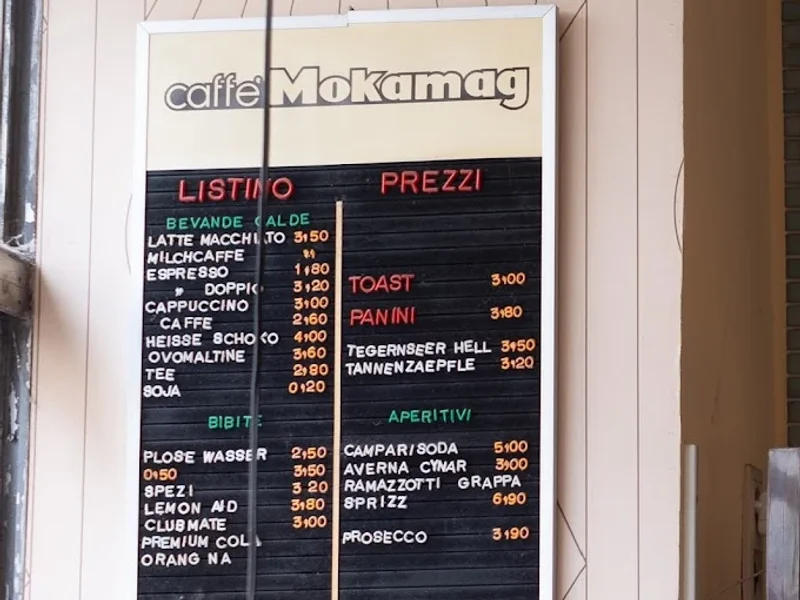 caffe' Mokamag
LISTINO PREZZI
BEVANDE CALDE
LATTE MACCHIATO 3,50
MILCHCAFFE "
ESPRESSO 1,80
" DOPPIO 3,20
CAPPUCCINO 3,00
CAFFE 2,60
HEISSE SCHOKO 4,00
OVOMALTINE 3,60
TEE 2,80
SOJA 0,20
BIBITE
PLOSE WASSER 2,50
0,50 3,50
SPEZI 3 20
LEMON AID 3,80
CLUBMATE 3,00
PREMIUM COLA
ORANG NA
TOAST 3,00
PANINI 3,80
TEGERNSEER HELL 3,50
TANNENZAEPFLE 3,20
APERITIVI
CAMPARISODA 5,00
AVERNA CYNAR 3,00
RAMAZZOTTI GRAPPA
SPRIZZ 6,90
PROSECCO 3,90